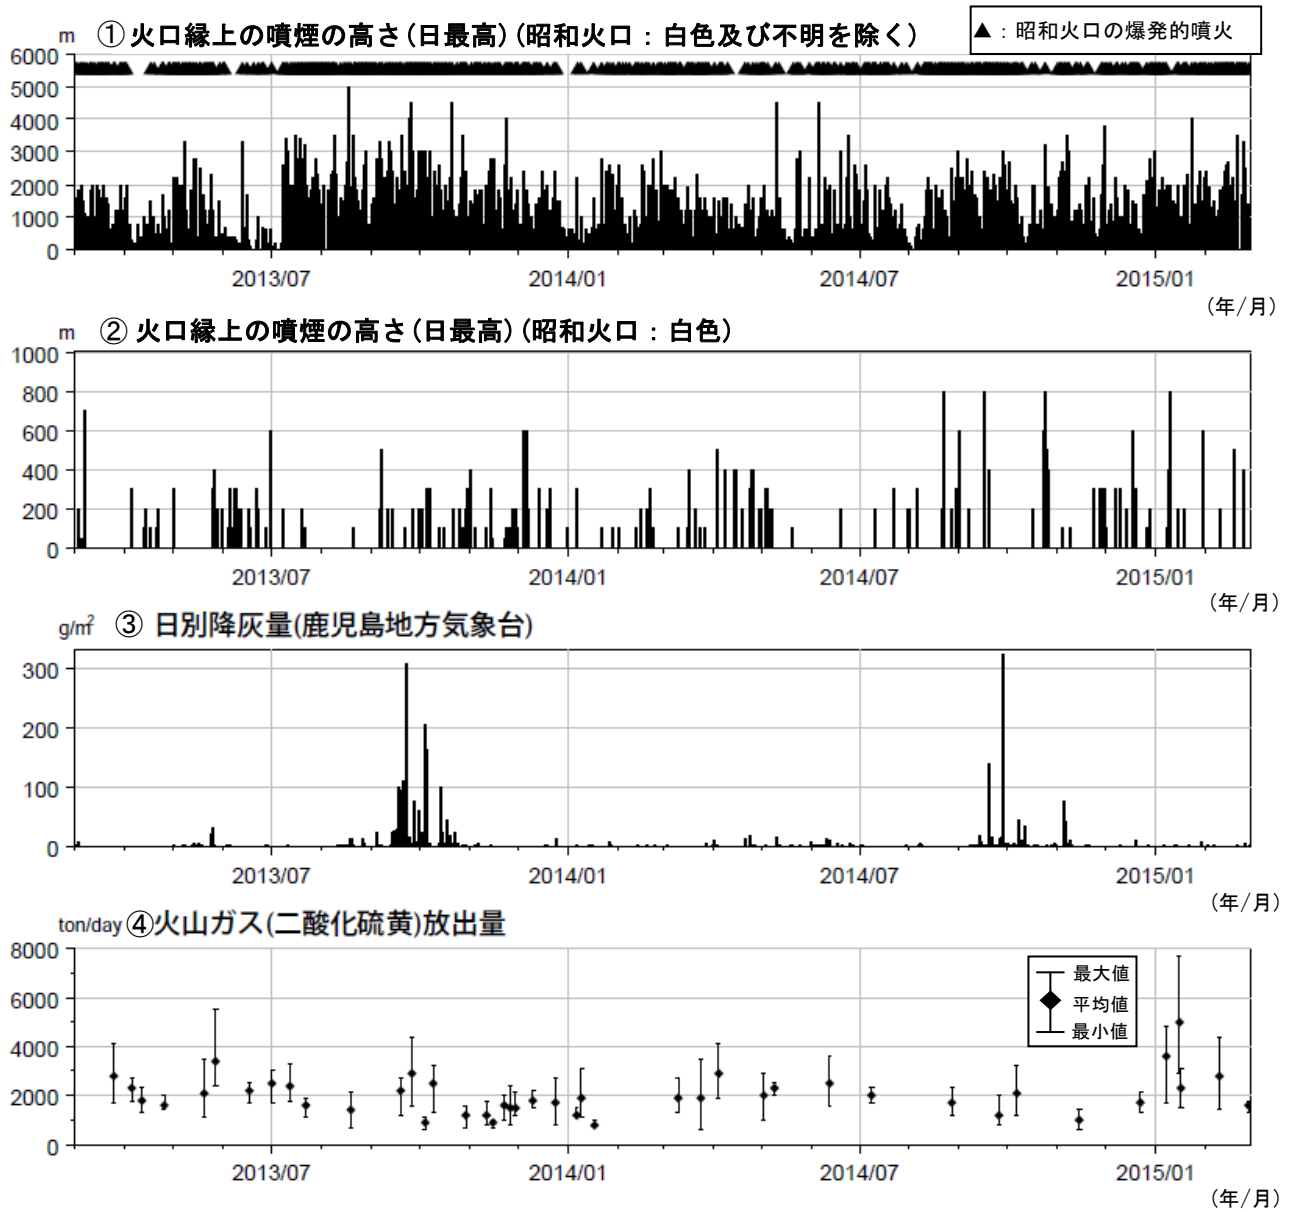 m ①火口縁上の噴煙の高さ(日最高)(昭和火口：白色及び不明を除く)
▲：昭和火口の爆発的噴火
6000
5000
4000
3000
2000
1000
0
2013/07 2014/01 2014/07 2015/01
(年/月)
m ②火口縁上の噴煙の高さ(日最高)(昭和火口：白色)
1000
800
600
400
200
0
2013/07 2014/01 2014/07 2015/01
(年/月)
g/㎡ ③ 日別降灰量(鹿児島地方気象台)
300
200
100
0
2013/07 2014/01 2014/07 2015/01
(年/月)
ton/day ④火山ガス(二酸化硫黄)放出量
8000
6000
4000
2000
0
最大値
平均値
最小値
2013/07 2014/01 2014/07 2015/01
(年/月)